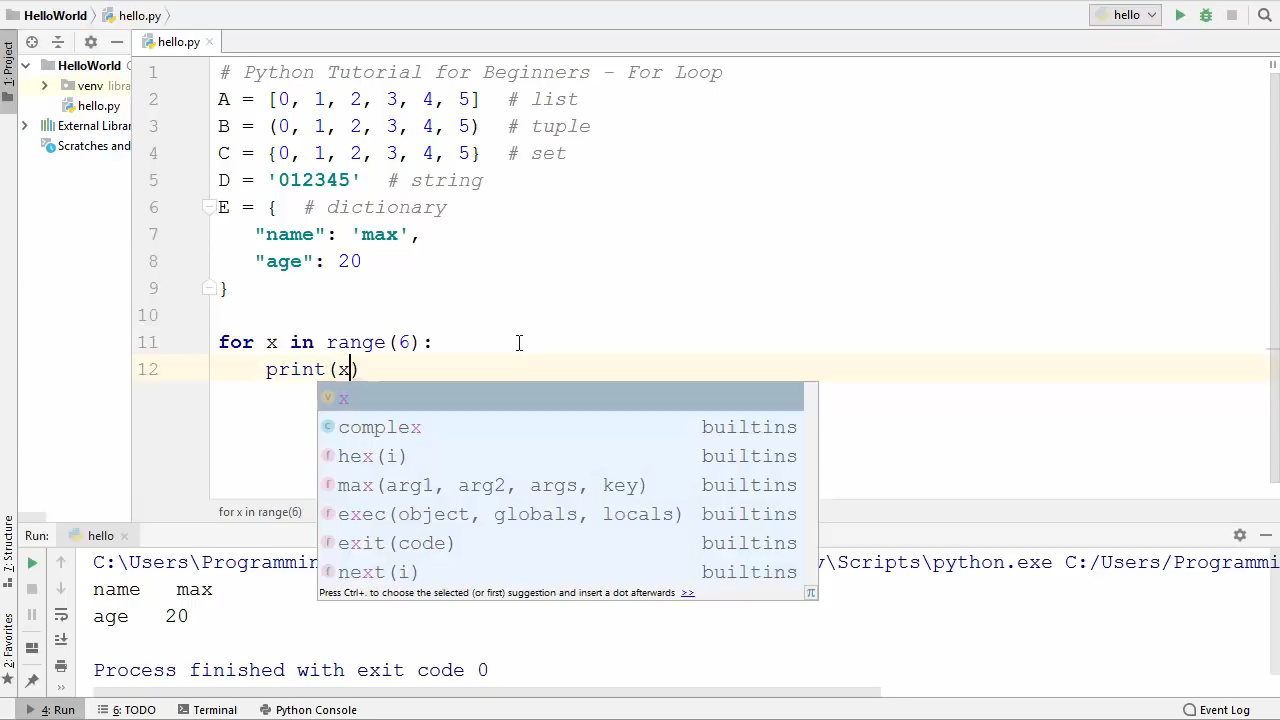 HelloWorld hello.py hello
1: Project
hello.py
HelloWorld
venv libra
hello.py
External Librar
Scratches and
1 # Python Tutorial for Beginners - For Loop
2 A = [0, 1, 2, 3, 4, 5] # list
3 B = (0, 1, 2, 3, 4, 5) # tuple
4 C = {0, 1, 2, 3, 4, 5} # set
5 D = '012345' # string
6 E = { # dictionary
7 "name": 'max',
8 "age": 20
9 }
10
11 for x in range(6):
12 print(x)
x
complex builtins
hex(i) builtins
max(arg1, arg2, args, key) builtins
exec(object, globals, locals) builtins
exit(code) builtins
next(i) builtins
Press Ctrl+. to choose the selected (or first) suggestion and insert a dot afterwards >>
for x in range(6)
Run: hello
C:\Users\Programmin y\Scripts\python.exe C:/Users/Programmi
name max
age 20
Process finished with exit code 0
7: Structure
2: Favorites
4: Run 6: TODO Terminal Python Console Event Log